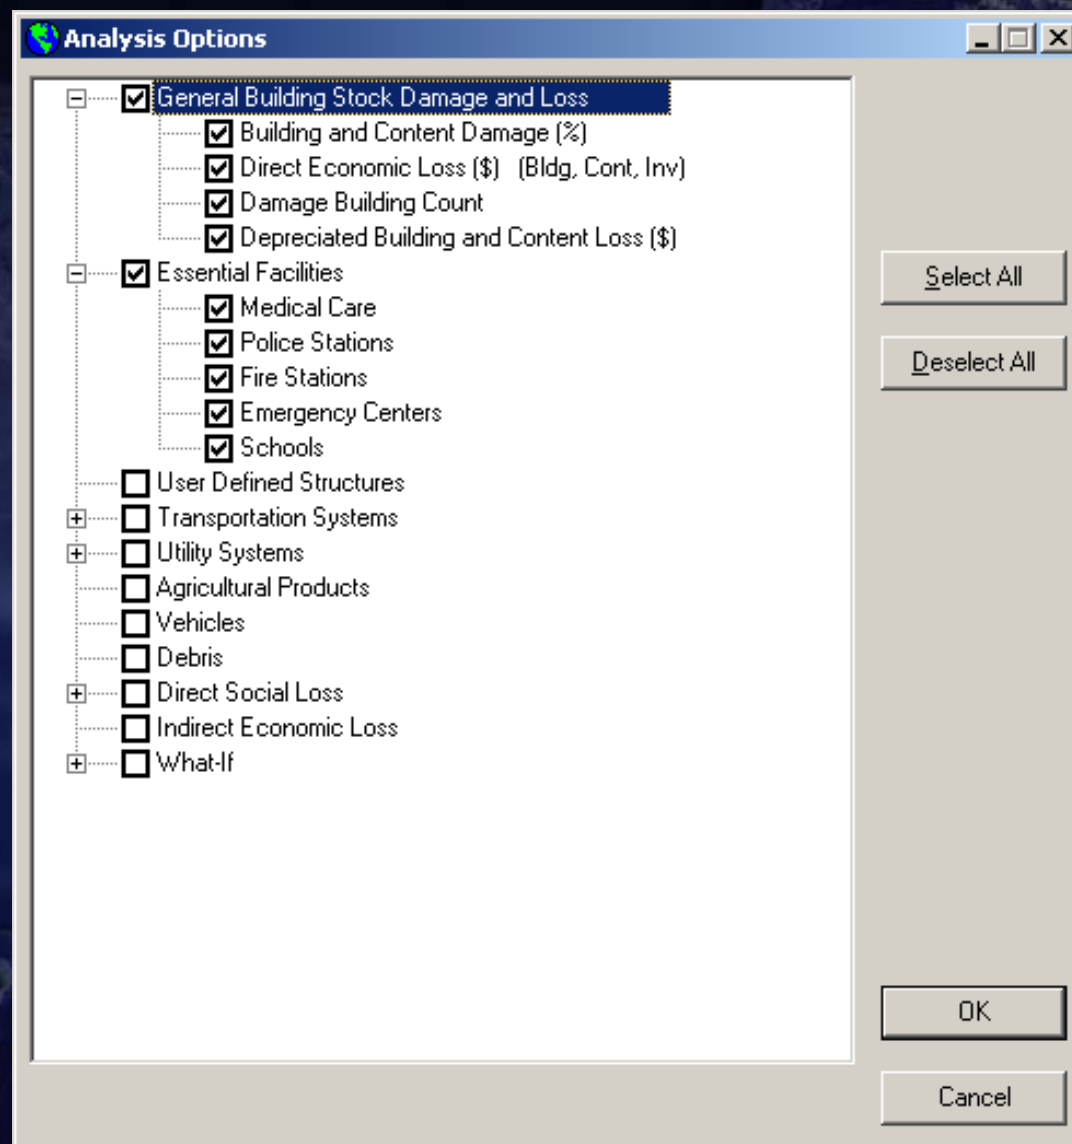 Analysis Options
General Building Stock Damage and Loss
Building and Content Damage (%)
Direct Economic Loss ($) (Bldg, Cont, Inv)
Damage Building Count
Depreciated Building and Content Loss ($)
Essential Facilities
Medical Care
Police Stations
Fire Stations
Emergency Centers
Schools
User Defined Structures
Transportation Systems
Utility Systems
Agricultural Products
Vehicles
Debris
Direct Social Loss
Indirect Economic Loss
What-If
Select All
Deselect All
OK
Cancel